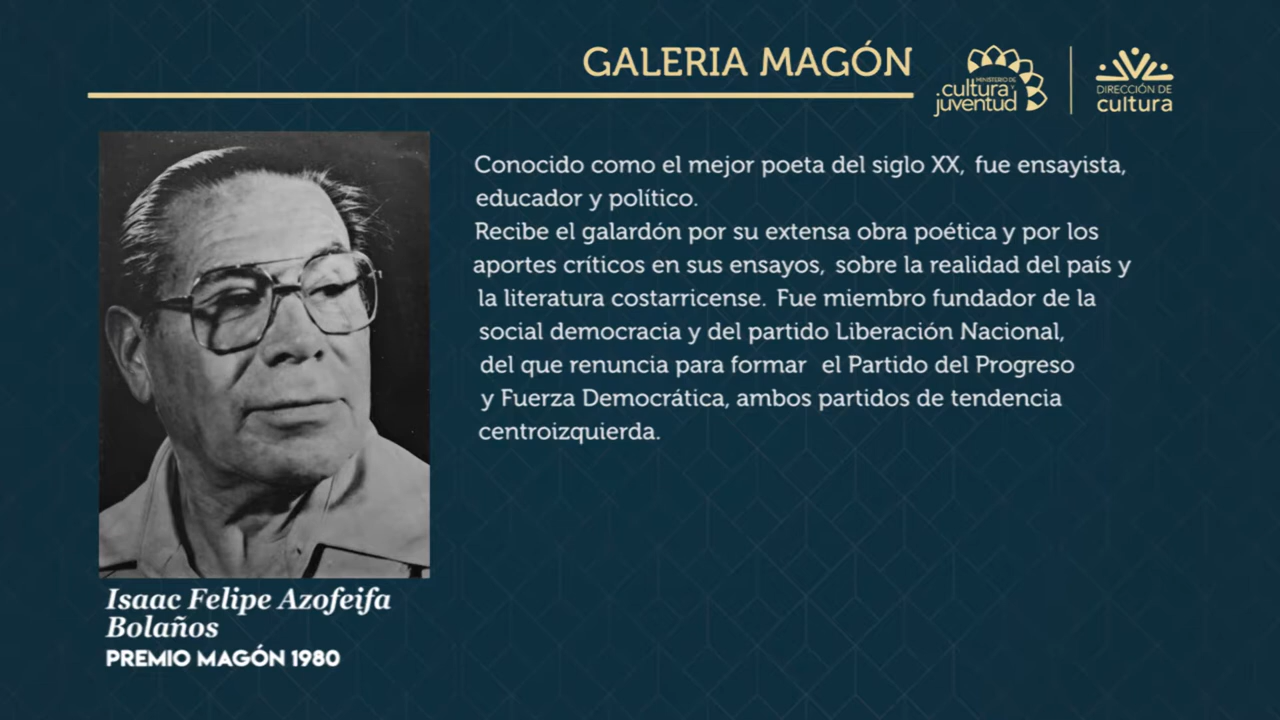 GALERIA MAGÓN
MINISTERIO DE
cultura y
juventud
DIRECCIÓN DE
cultura
Conocido como el mejor poeta del siglo XX, fue ensayista,
educador y político.
Recibe el galardón por su extensa obra poética y por los
aportes críticos en sus ensayos, sobre la realidad del país y
la literatura costarricense. Fue miembro fundador de la
social democracia y del partido Liberación Nacional,
del que renuncia para formar el Partido del Progreso
y Fuerza Democrática, ambos partidos de tendencia
centroizquierda.
Isaac Felipe Azofeifa
Bolaños
PREMIO MAGÓN 1980